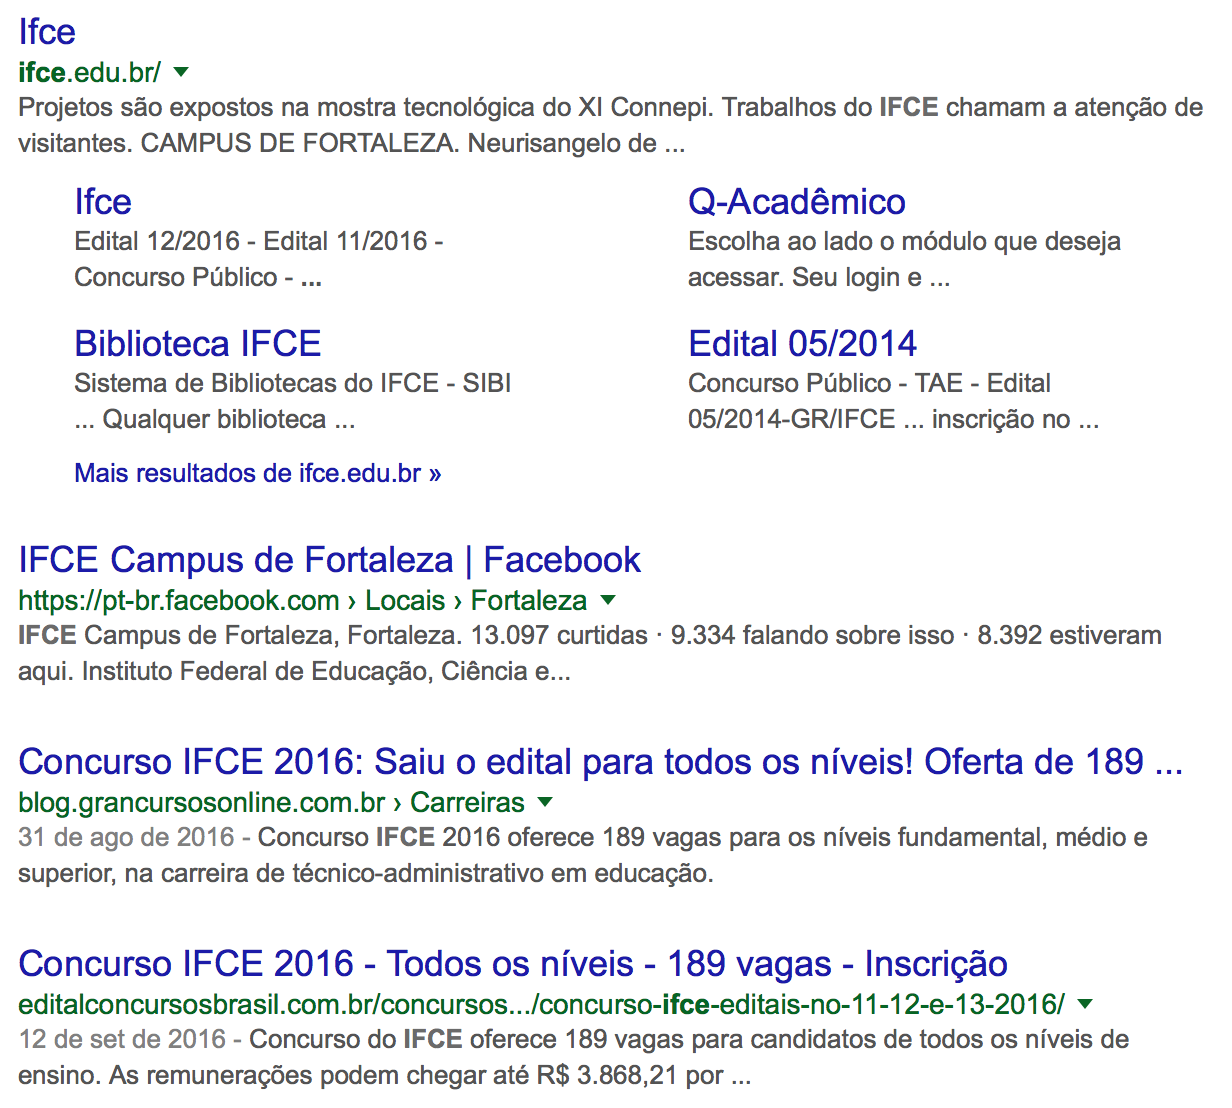 Ifce
ifce.edu.br/
Projetos são expostos na mostra tecnológica do XI Connepi. Trabalhos do IFCE chamam a atenção de
visitantes. CAMPUS DE FORTALEZA. Neurisangelo de ...
Ifce
Edital 12/2016 - Edital 11/2016 -
Concurso Público - ...
Q-Acadêmico
Escolha ao lado o módulo que deseja
acessar. Seu login e ...
Biblioteca IFCE
Sistema de Bibliotecas do IFCE - SIBI
... Qualquer biblioteca ...
Edital 05/2014
Concurso Público - TAE - Edital
05/2014-GR/IFCE ... inscrição no ...
Mais resultados de ifce.edu.br »
IFCE Campus de Fortaleza | Facebook
https://pt-br.facebook.com › Locais › Fortaleza
IFCE Campus de Fortaleza, Fortaleza. 13.097 curtidas · 9.334 falando sobre isso · 8.392 estiveram
aqui. Instituto Federal de Educação, Ciência e...
Concurso IFCE 2016: Saiu o edital para todos os níveis! Oferta de 189 ...
blog.grancursosonline.com.br › Carreiras
31 de ago de 2016 - Concurso IFCE 2016 oferece 189 vagas para os níveis fundamental, médio e
superior, na carreira de técnico-administrativo em educação.
Concurso IFCE 2016 - Todos os níveis - 189 vagas - Inscrição
editalconcursosbrasil.com.br/concursos.../concurso-ifce-editais-no-11-12-e-13-2016/
12 de set de 2016 - Concurso do IFCE oferece 189 vagas para candidatos de todos os níveis de
ensino. As remunerações podem chegar até R$ 3.868,21 por ...